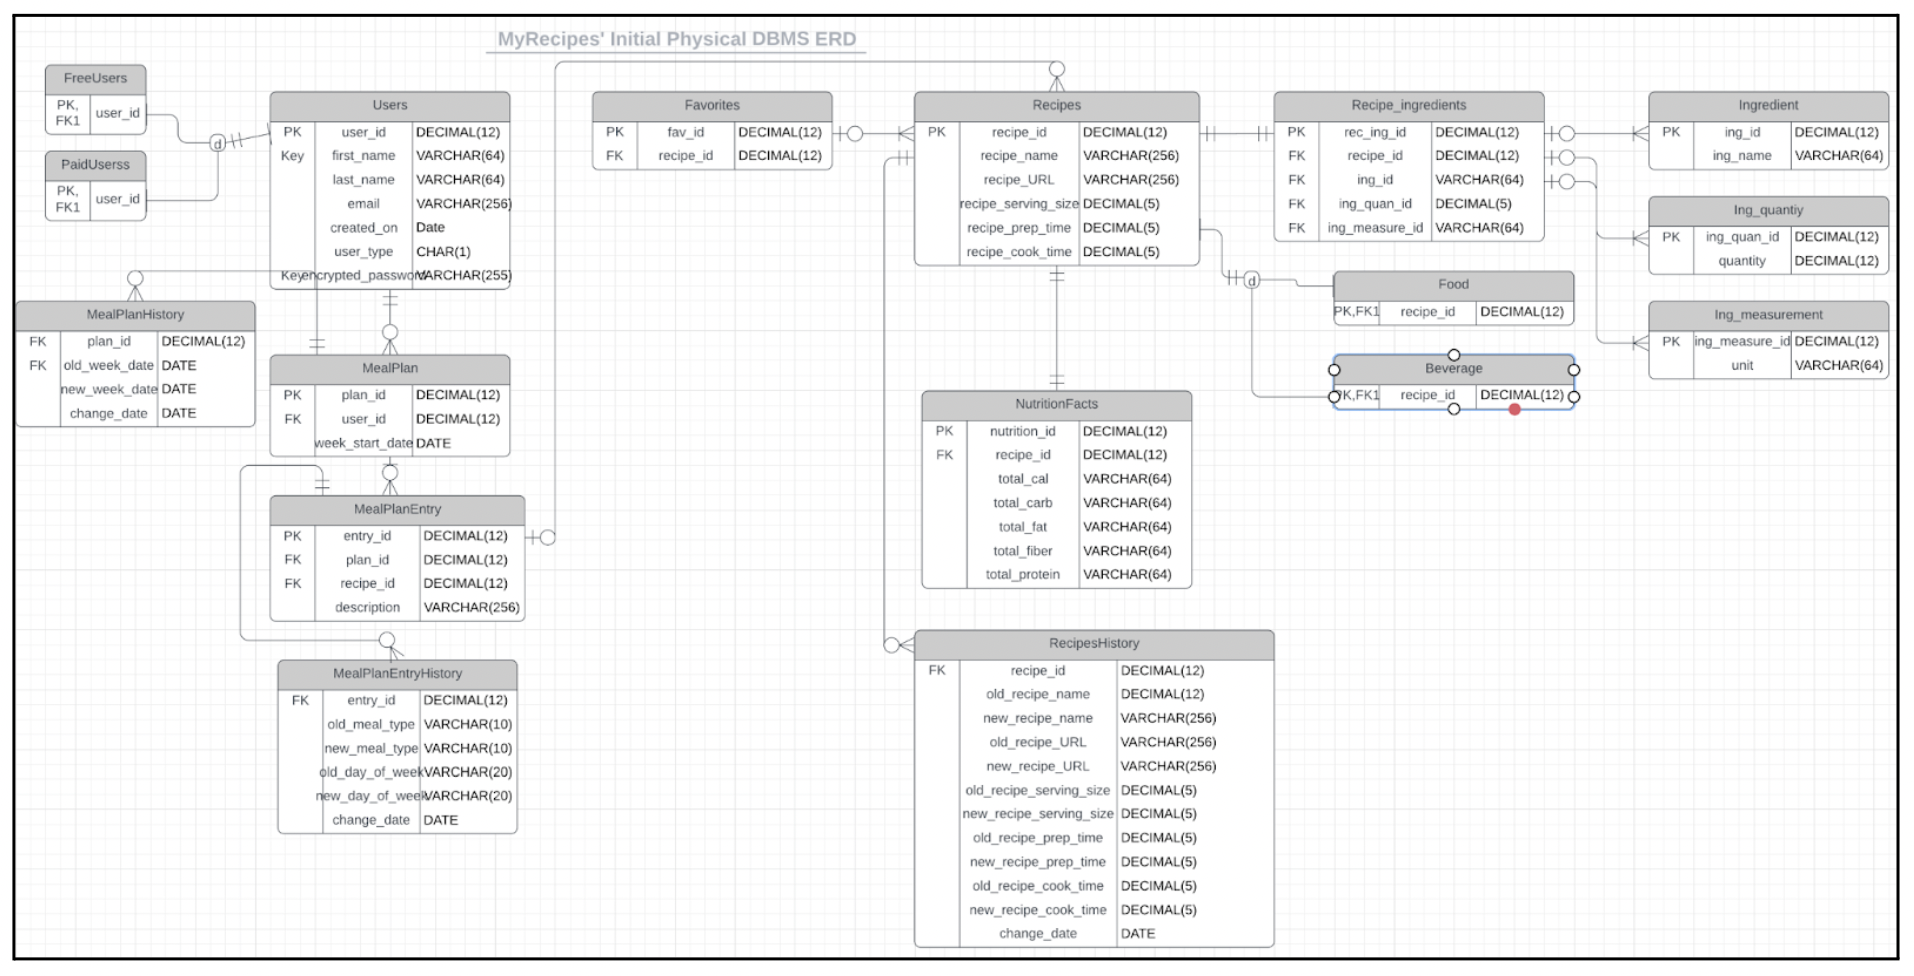 MyRecipes' Initial Physical DBMS ERD
FreeUsers
PK, FK1 user_id
PaidUserss
PK, FK1 user_id
d
Users
PK user_id DECIMAL(12)
Key first_name VARCHAR(64)
last_name VARCHAR(64)
email VARCHAR(256)
created_on Date
user_type CHAR(1)
Key encrypted_password VARCHAR(255)
MealPlanHistory
FK plan_id DECIMAL(12)
FK old_week_date DATE
new_week_date DATE
change_date DATE
MealPlan
PK plan_id DECIMAL(12)
FK user_id DECIMAL(12)
week_start_date DATE
MealPlanEntry
PK entry_id DECIMAL(12)
FK plan_id DECIMAL(12)
FK recipe_id DECIMAL(12)
description VARCHAR(256)
MealPlanEntryHistory
FK entry_id DECIMAL(12)
old_meal_type VARCHAR(10)
new_meal_type VARCHAR(10)
old_day_of_week VARCHAR(20)
new_day_of_week VARCHAR(20)
change_date DATE
Favorites
PK fav_id DECIMAL(12)
FK recipe_id DECIMAL(12)
Recipes
PK recipe_id DECIMAL(12)
recipe_name VARCHAR(256)
recipe_URL VARCHAR(256)
recipe_serving_size DECIMAL(5)
recipe_prep_time DECIMAL(5)
recipe_cook_time DECIMAL(5)
NutritionFacts
PK nutrition_id DECIMAL(12)
FK recipe_id DECIMAL(12)
total_cal VARCHAR(64)
total_carb VARCHAR(64)
total_fat VARCHAR(64)
total_fiber VARCHAR(64)
total_protein VARCHAR(64)
RecipesHistory
FK recipe_id DECIMAL(12)
old_recipe_name DECIMAL(12)
new_recipe_name VARCHAR(256)
old_recipe_URL VARCHAR(256)
new_recipe_URL VARCHAR(256)
old_recipe_serving_size DECIMAL(5)
new_recipe_serving_size DECIMAL(5)
old_recipe_prep_time DECIMAL(5)
new_recipe_prep_time DECIMAL(5)
old_recipe_cook_time DECIMAL(5)
new_recipe_cook_time DECIMAL(5)
change_date DATE
Recipe_ingredients
PK rec_ing_id DECIMAL(12)
FK recipe_id DECIMAL(12)
FK ing_id VARCHAR(64)
FK ing_quan_id DECIMAL(5)
FK ing_measure_id VARCHAR(64)
d
Food
PK,FK1 recipe_id DECIMAL(12)
Beverage
PK,FK1 recipe_id DECIMAL(12)
Ingredient
PK ing_id DECIMAL(12)
ing_name VARCHAR(64)
Ing_quantiy
PK ing_quan_id DECIMAL(12)
quantity DECIMAL(12)
Ing_measurement
PK ing_measure_id DECIMAL(12)
unit VARCHAR(64)